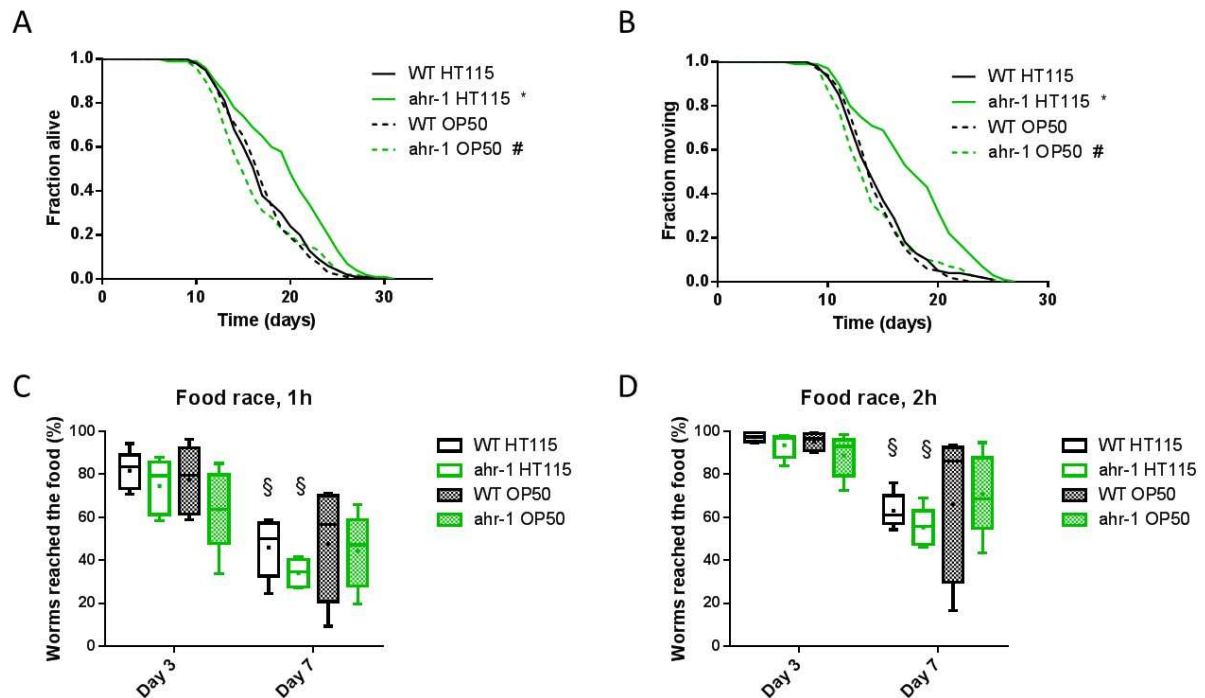 A
Fraction alive
1.0
0.8
0.6
0.4
0.2
0.0
0
10
20
30
Time (days)
WT HT115
ahr-1 HT115 *
WT OP50
ahr-1 OP50 #
B
Fraction moving
1.0
0.8
0.6
0.4
0.2
0.0
0
10
20
30
Time (days)
WT HT115
ahr-1 HT115 *
WT OP50
ahr-1 OP50 #
C
Food race, 1h
Worms reached the food (%)
100
80
60
40
20
0
§ §
Day 3
Day 7
WT HT115
ahr-1 HT115
WT OP50
ahr-1 OP50
D
Food race, 2h
Worms reached the food (%)
100
80
60
40
20
0
§ §
Day 3
Day 7
WT HT115
ahr-1 HT115
WT OP50
ahr-1 OP50